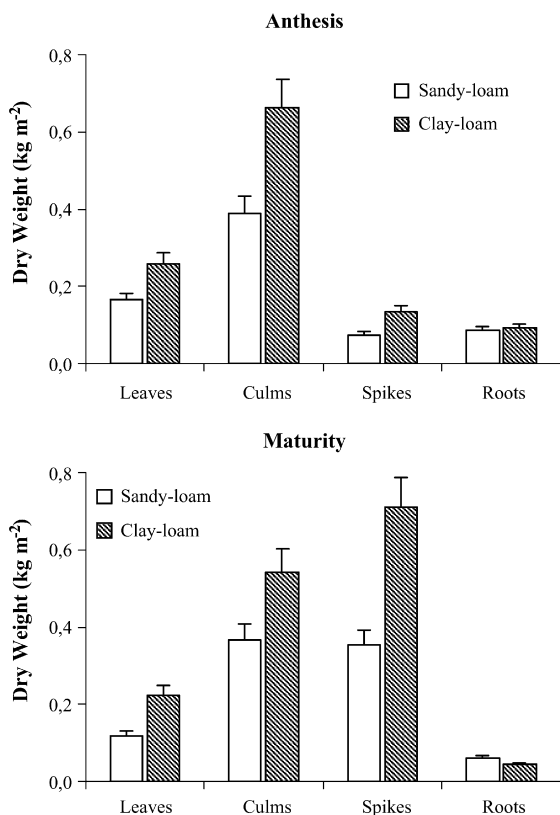 Anthesis
0,8
0,6
0,4
0,2
0,0
Dry Weight (kg m-2)
Sandy-loam
Clay-loam
Leaves Culms Spikes Roots
Maturity
0,8
0,6
0,4
0,2
0,0
Dry Weight (kg m-2)
Sandy-loam
Clay-loam
Leaves Culms Spikes Roots